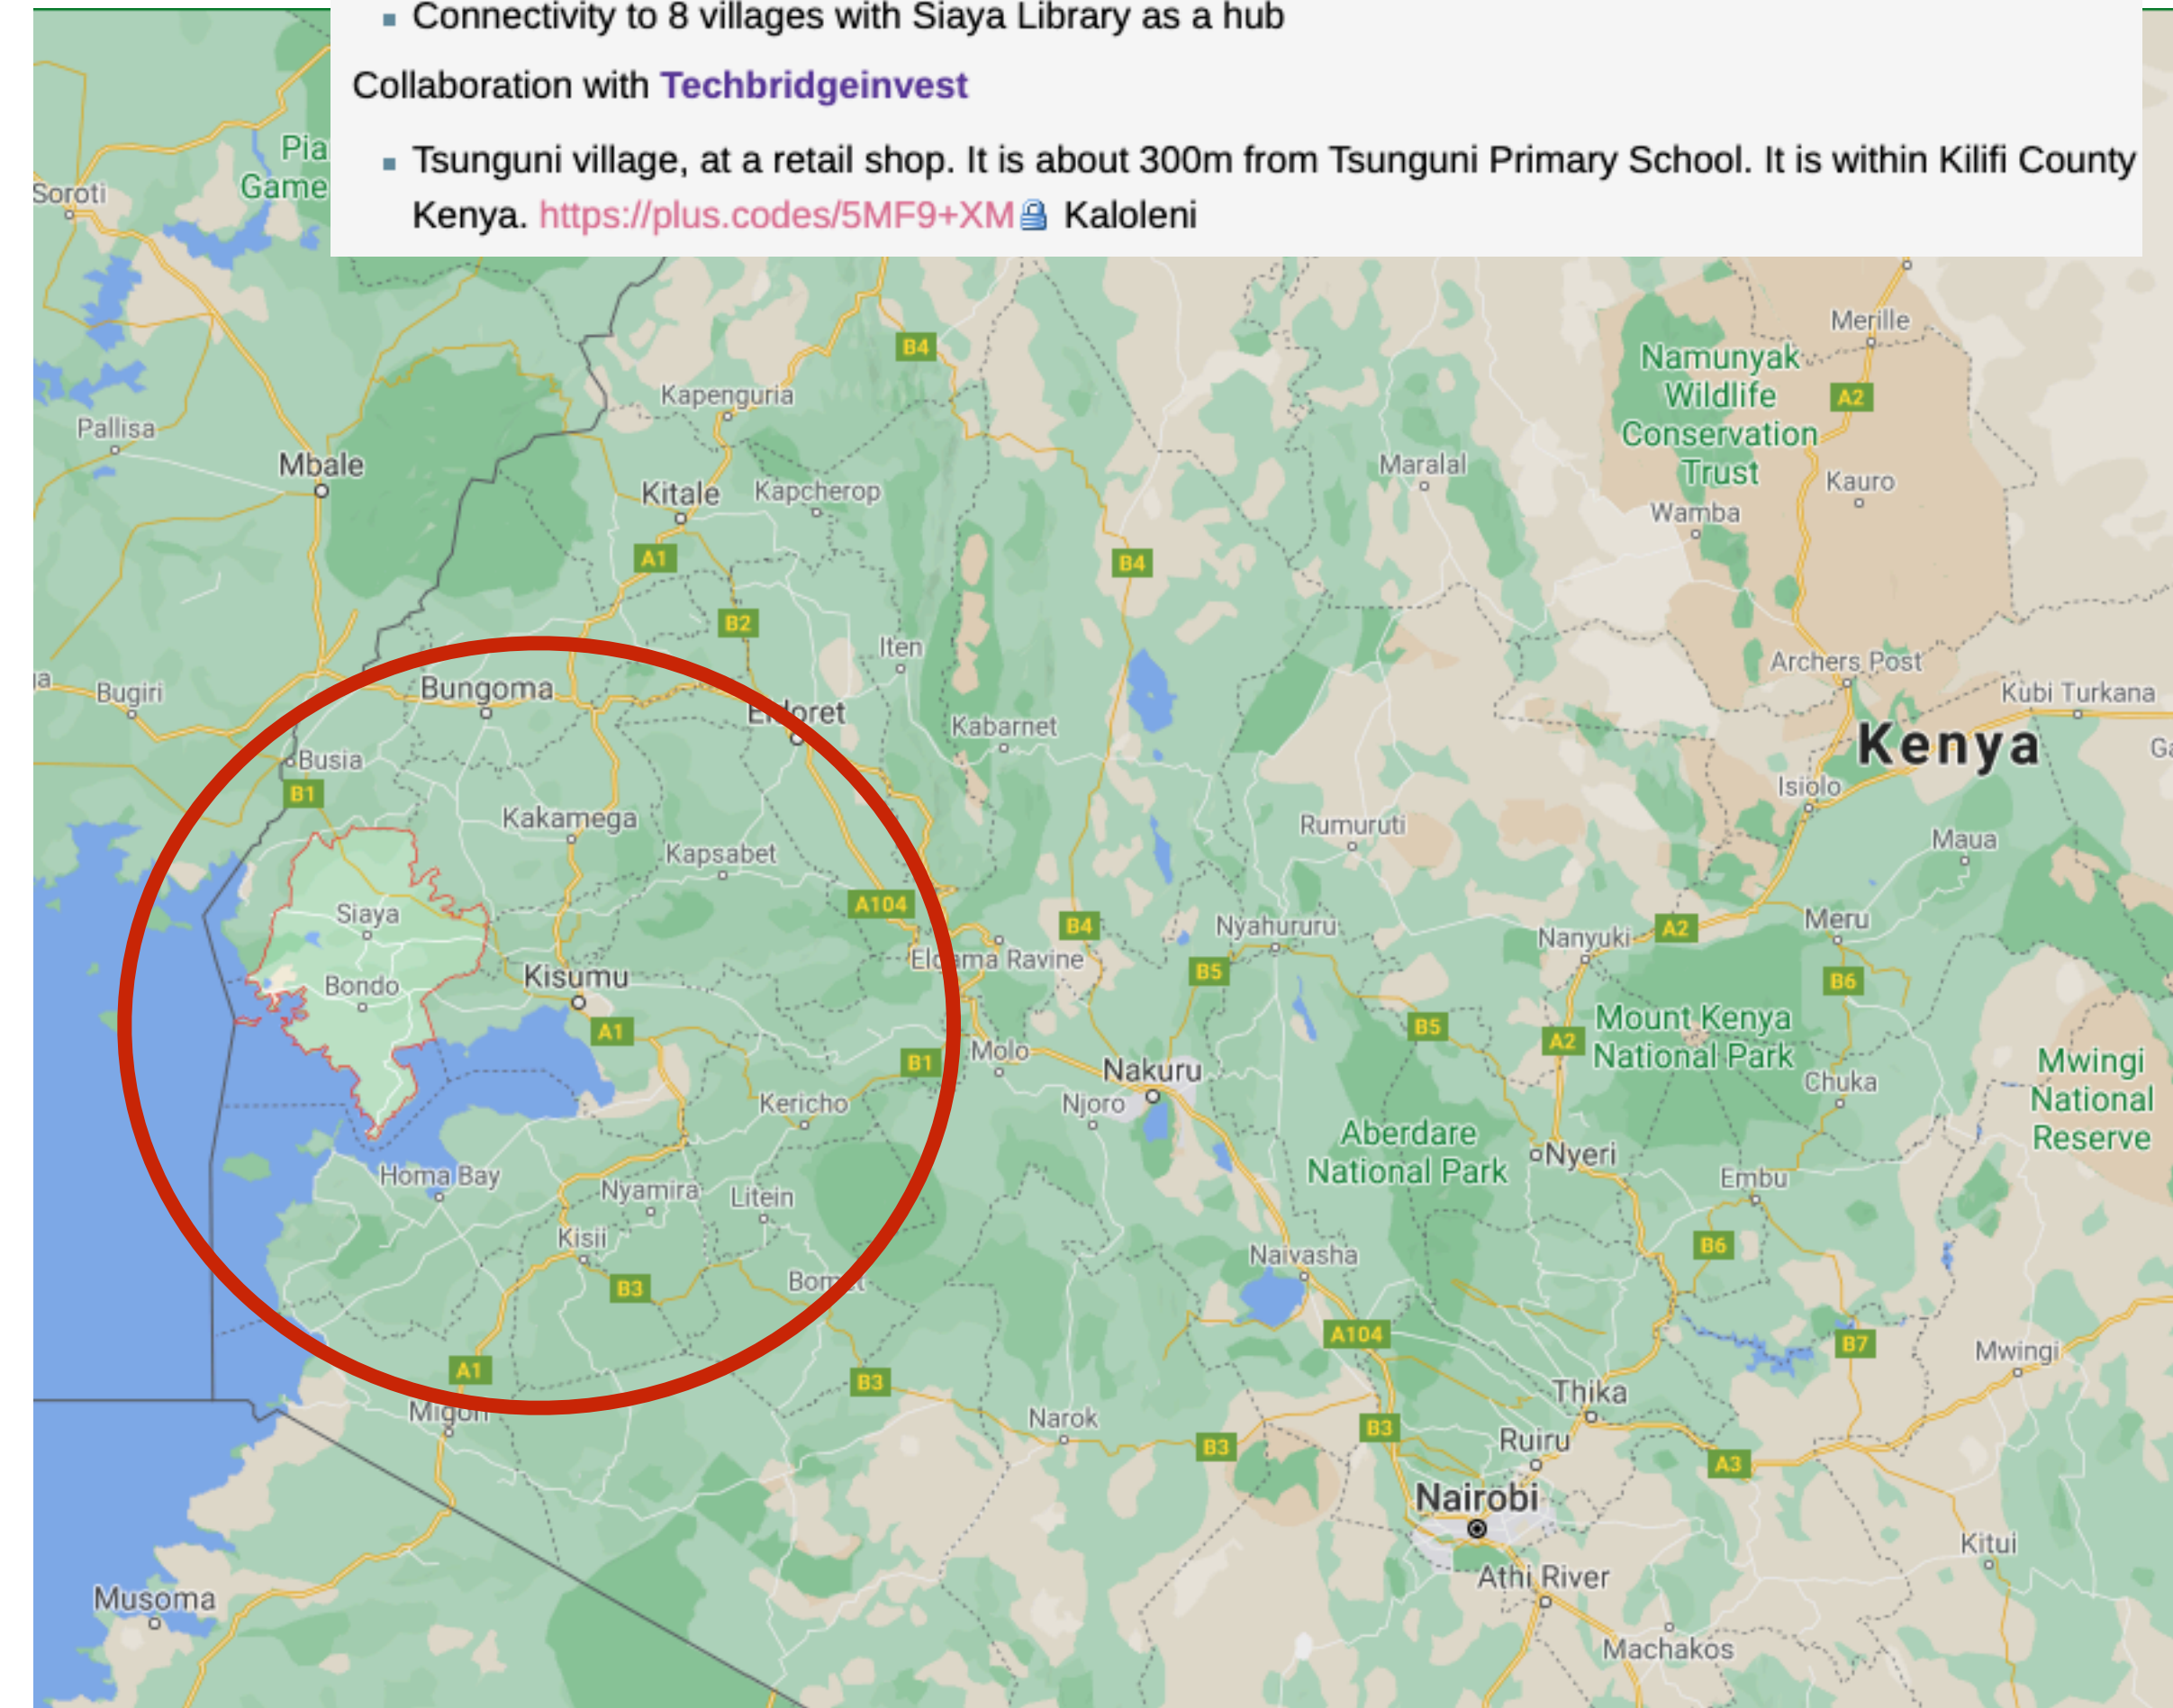 Connectivity to 8 villages with Siaya Library as a hub
Collaboration with Techbridgeinvest
Tsunguni village, at a retail shop. It is about 300m from Tsunguni Primary School. It is within Kilifi County
Kenya. https://plus.codes/5MF9+XM Kaloleni
Pia
Game
Soroti
Merille
Namunyak
Wildlife
Conservation
Trust
B4
A2
Kapenguria
Pallisa
Mbale
Kitale
Kapcherop
Maralal
Kauro
Wamba
A1
B4
B2
Iten
Archers Post
Bugiri
Bungoma
Eldoret
Kabarnet
Kubi Turkana
Kenya
Busia
B1
Isiolo
Kakamega
Rumuruti
Maua
Kapsabet
A104
Siaya
B4
Nyahururu
Nanyuki
A2
Meru
Eldama Ravine
B5
Kisumu
Bondo
B6
A1
B5
A2
Mount Kenya
National Park
B1
Molo
Nakuru
Mwingi
National
Reserve
Chuka
Kericho
Njoro
Aberdare
National Park
Nyeri
Homa Bay
Nyamira
Litein
Embu
Kisii
B6
Naivasha
B3
Bomet
A104
B7
Mwingi
A1
B3
Thika
Migori
Narok
B3
B3
Ruiru
A3
Nairobi
Kitui
Athi River
Musoma
Machakos